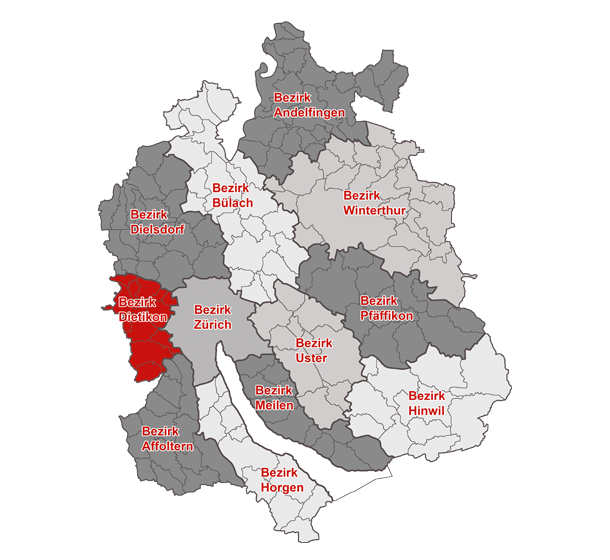 Bezirk
Andelfingen
Bezirk
Bülach
Bezirk
Winterthur
Bezirk
Dielsdorf
Bezirk
Dietikon
Bezirk
Zürich
Bezirk
Pfäffikon
Bezirk
Uster
Bezirk
Meilen
Bezirk
Hinwil
Bezirk
Affoltern
Bezirk
Horgen